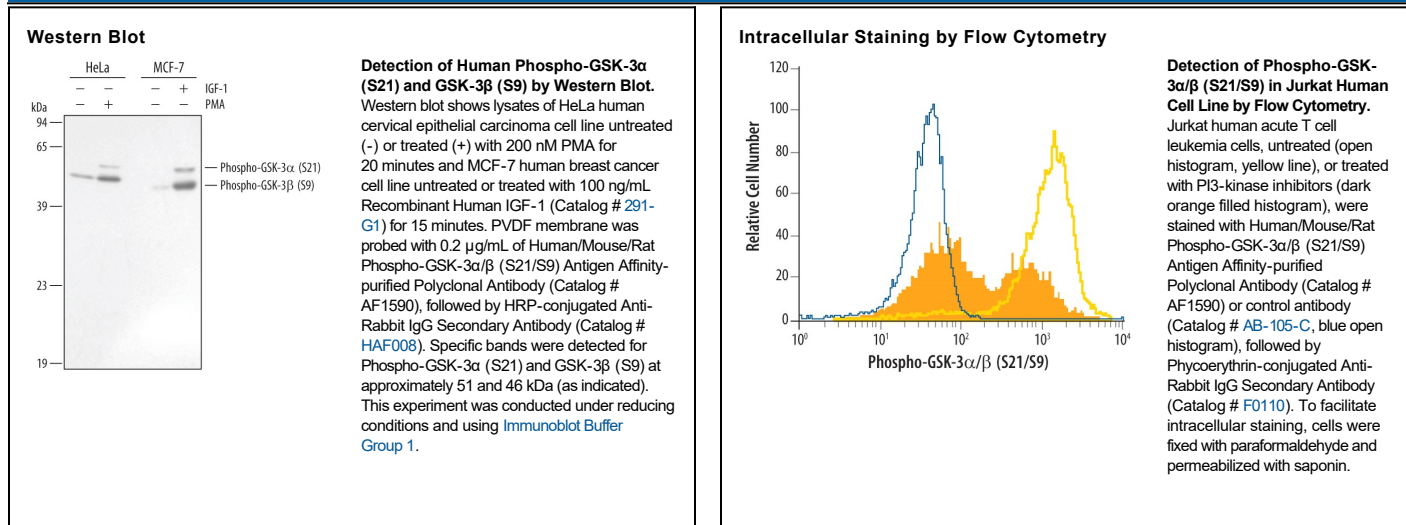 Western Blot
HeLa MCF-7
− − − + IGF-1
− + − − PMA
kDa
94
65
Phospho-GSK-3α (S21)
Phospho-GSK-3β (S9)
39
23
19
Detection of Human Phospho-GSK-3α
(S21) and GSK-3β (S9) by Western Blot.
Western blot shows lysates of HeLa human
cervical epithelial carcinoma cell line untreated
(-) or treated (+) with 200 nM PMA for
20 minutes and MCF-7 human breast cancer
cell line untreated or treated with 100 ng/mL
Recombinant Human IGF-1 (Catalog # 291-
G1) for 15 minutes. PVDF membrane was
probed with 0.2 µg/mL of Human/Mouse/Rat
Phospho-GSK-3α/β (S21/S9) Antigen Affinity-
purified Polyclonal Antibody (Catalog #
AF1590), followed by HRP-conjugated Anti-
Rabbit IgG Secondary Antibody (Catalog #
HAF008). Specific bands were detected for
Phospho-GSK-3α (S21) and GSK-3β (S9) at
approximately 51 and 46 kDa (as indicated).
This experiment was conducted under reducing
conditions and using Immunoblot Buffer
Group 1.
Intracellular Staining by Flow Cytometry
Relative Cell Number
120
100
80
60
40
20
0
10⁰ 10¹ 10² 10³ 10⁴
Phospho-GSK-3α/β (S21/S9)
Detection of Phospho-GSK-
3α/β (S21/S9) in Jurkat Human
Cell Line by Flow Cytometry.
Jurkat human acute T cell
leukemia cells, untreated (open
histogram, yellow line), or treated
with PI3-kinase inhibitors (dark
orange filled histogram), were
stained with Human/Mouse/Rat
Phospho-GSK-3α/β (S21/S9)
Antigen Affinity-purified
Polyclonal Antibody (Catalog #
AF1590) or control antibody
(Catalog # AB-105-C, blue open
histogram), followed by
Phycoerythrin-conjugated Anti-
Rabbit IgG Secondary Antibody
(Catalog # F0110). To facilitate
intracellular staining, cells were
fixed with paraformaldehyde and
permeabilized with saponin.